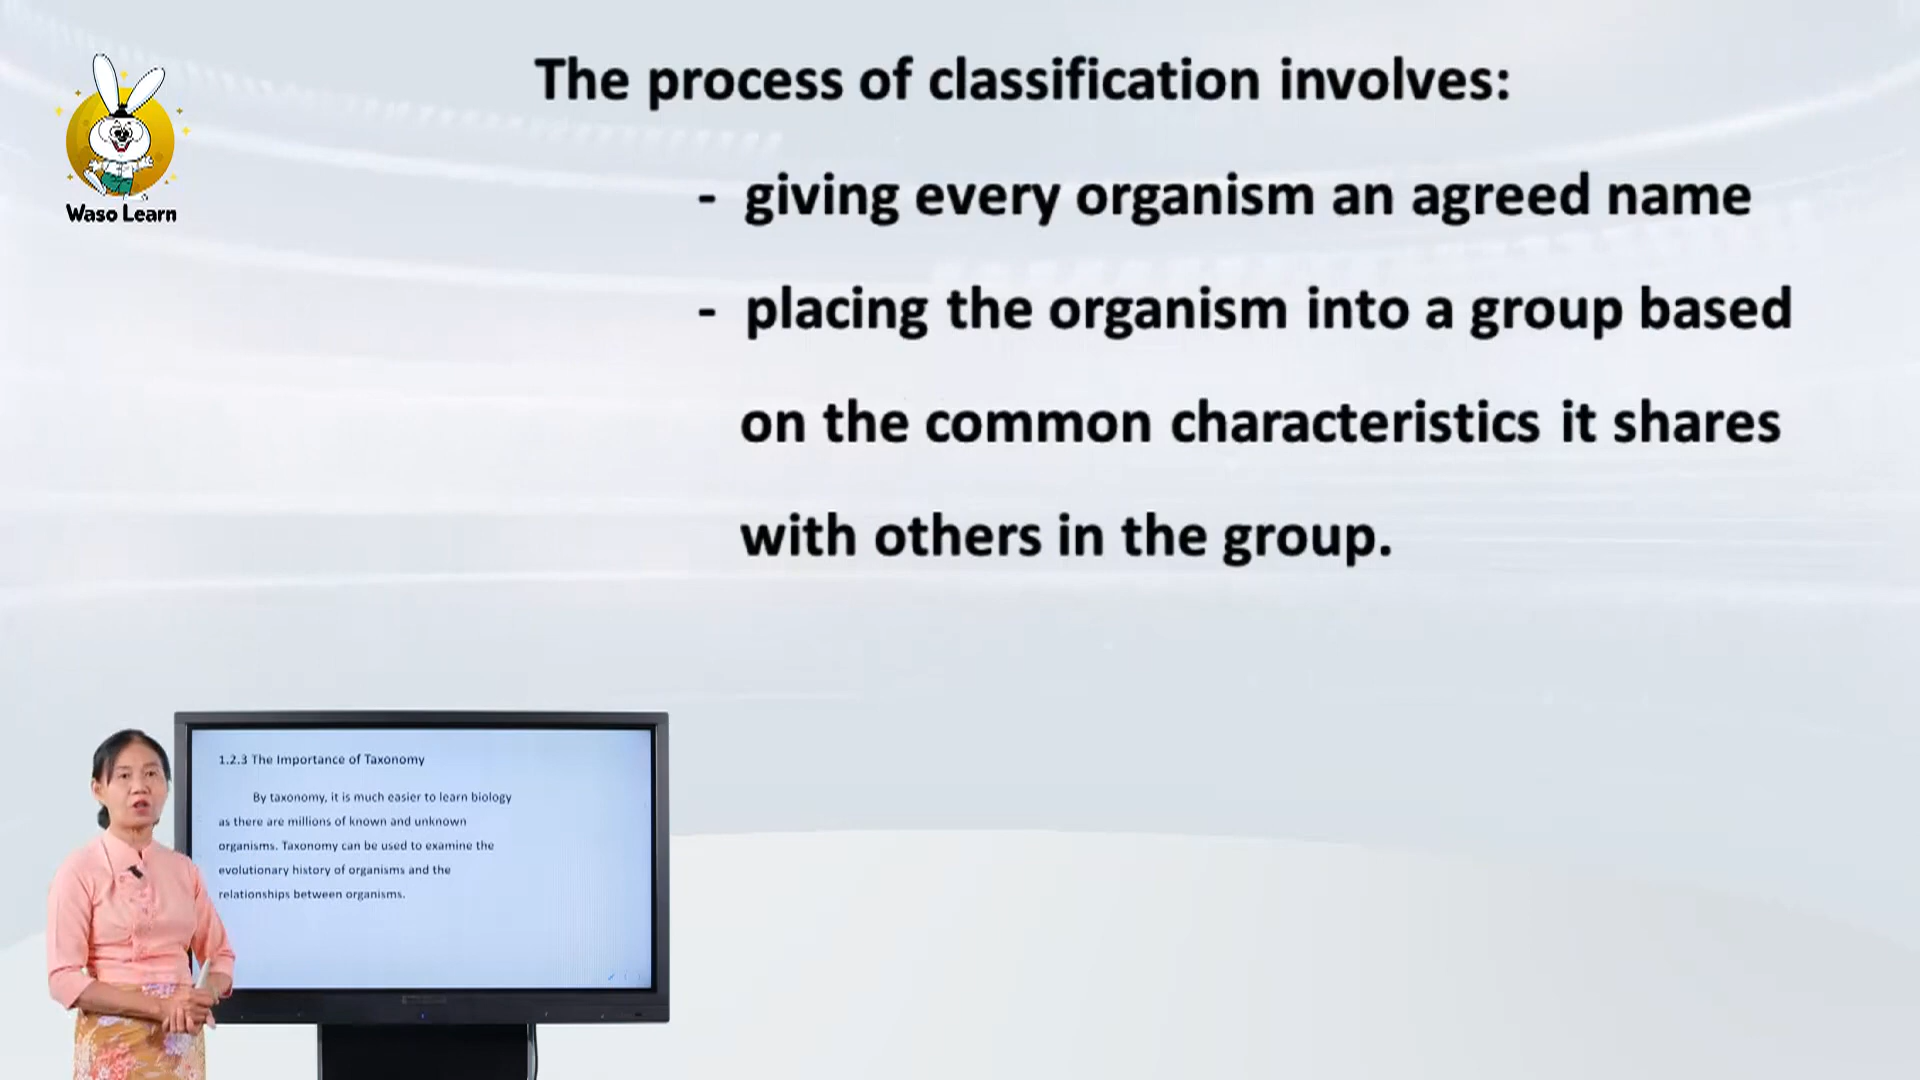 Waso Learn
The process of classification involves:
- giving every organism an agreed name
- placing the organism into a group based
on the common characteristics it shares
with others in the group.
1.2.3 The Importance of Taxonomy
By taxonomy, it is much easier to learn biology
as there are millions of known and unknown
organisms. Taxonomy can be used to examine the
evolutionary history of organisms and the
relationships between organisms.